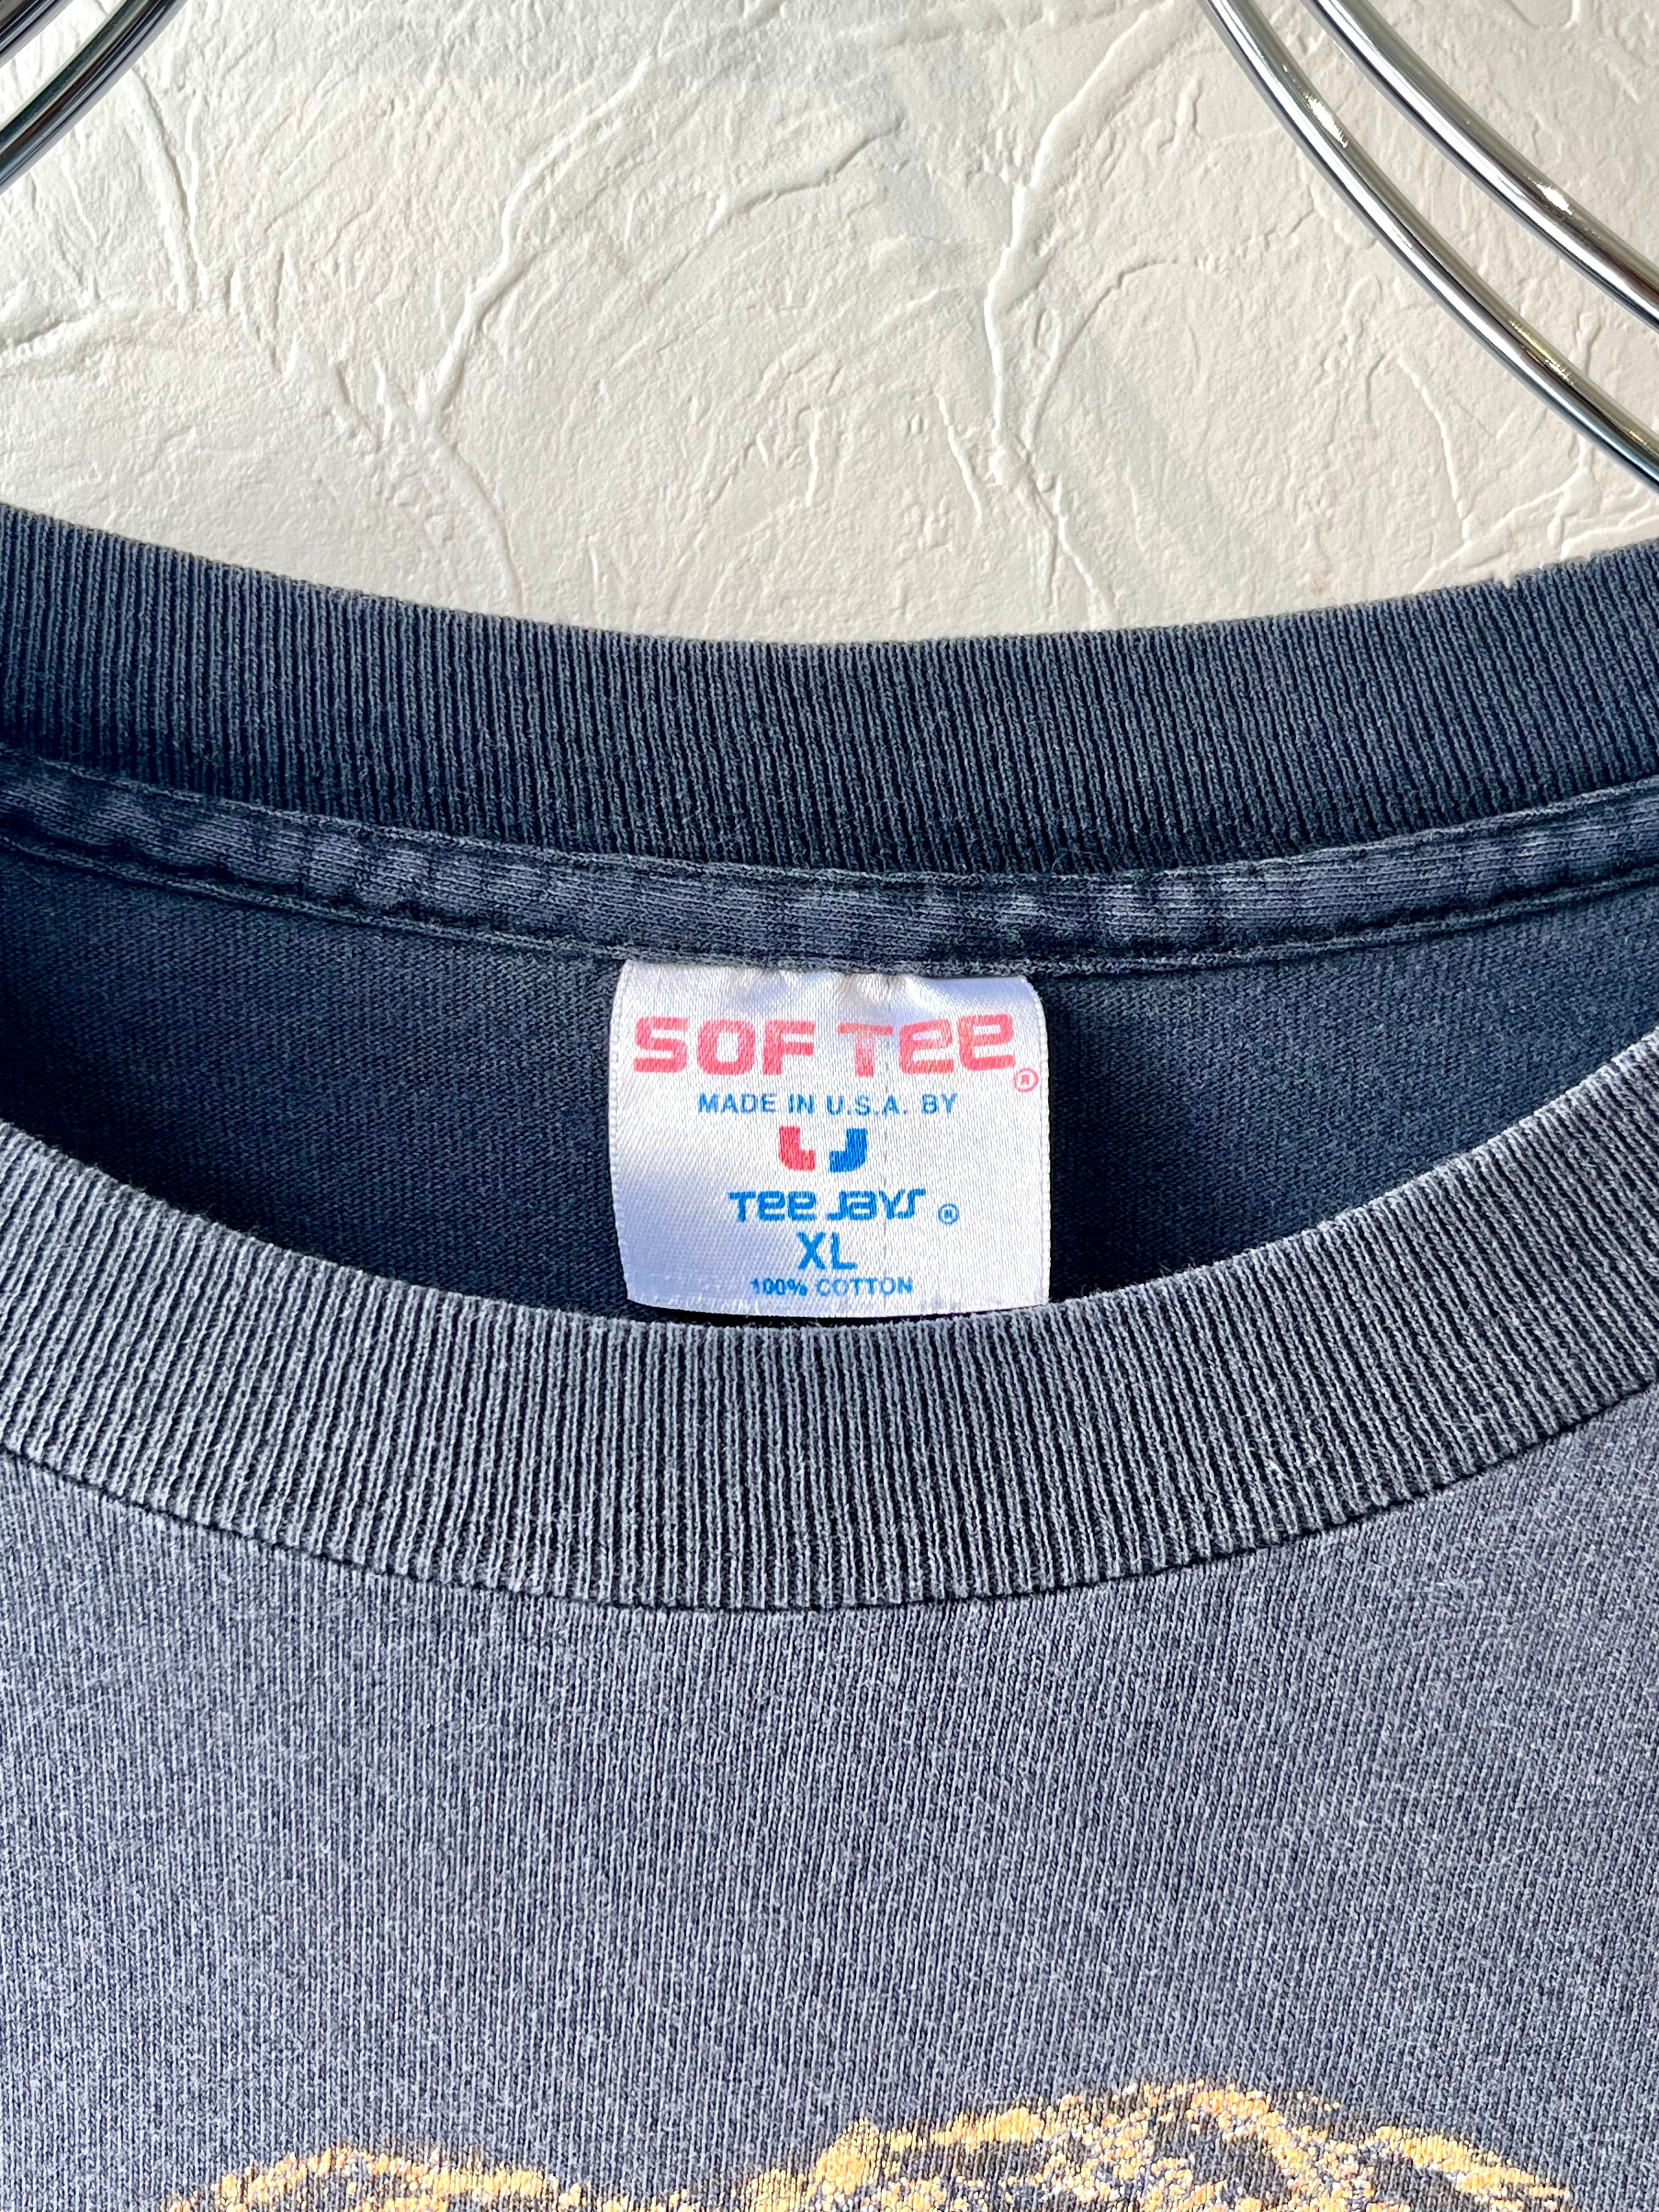 SOF TEE ®
MADE IN U.S.A. BY
TEE JAYS ®
XL
100% COTTON